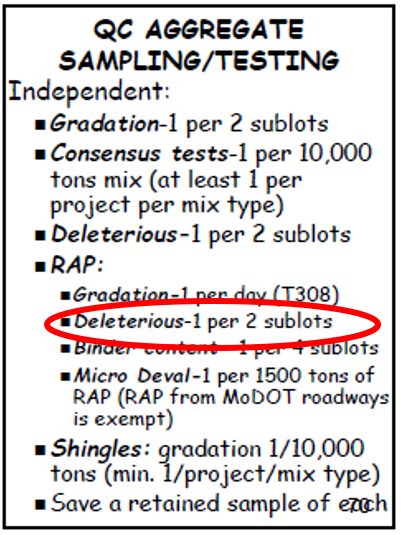 QC AGGREGATE
SAMPLING/TESTING
Independent:
■ Gradation-1 per 2 sublots
■ Consensus tests-1 per 10,000
tons mix (at least 1 per
project per mix type)
■ Deleterious-1 per 2 sublots
■ RAP:
■ Gradation-1 per day (T308)
■ Deleterious-1 per 2 sublots
■ Binder content - 1 per 4 sublots
■ Micro Deval-1 per 1500 tons of
RAP (RAP from MoDOT roadways
is exempt)
■ Shingles: gradation 1/10,000
tons (min. 1/project/mix type)
■ Save a retained sample of each
70